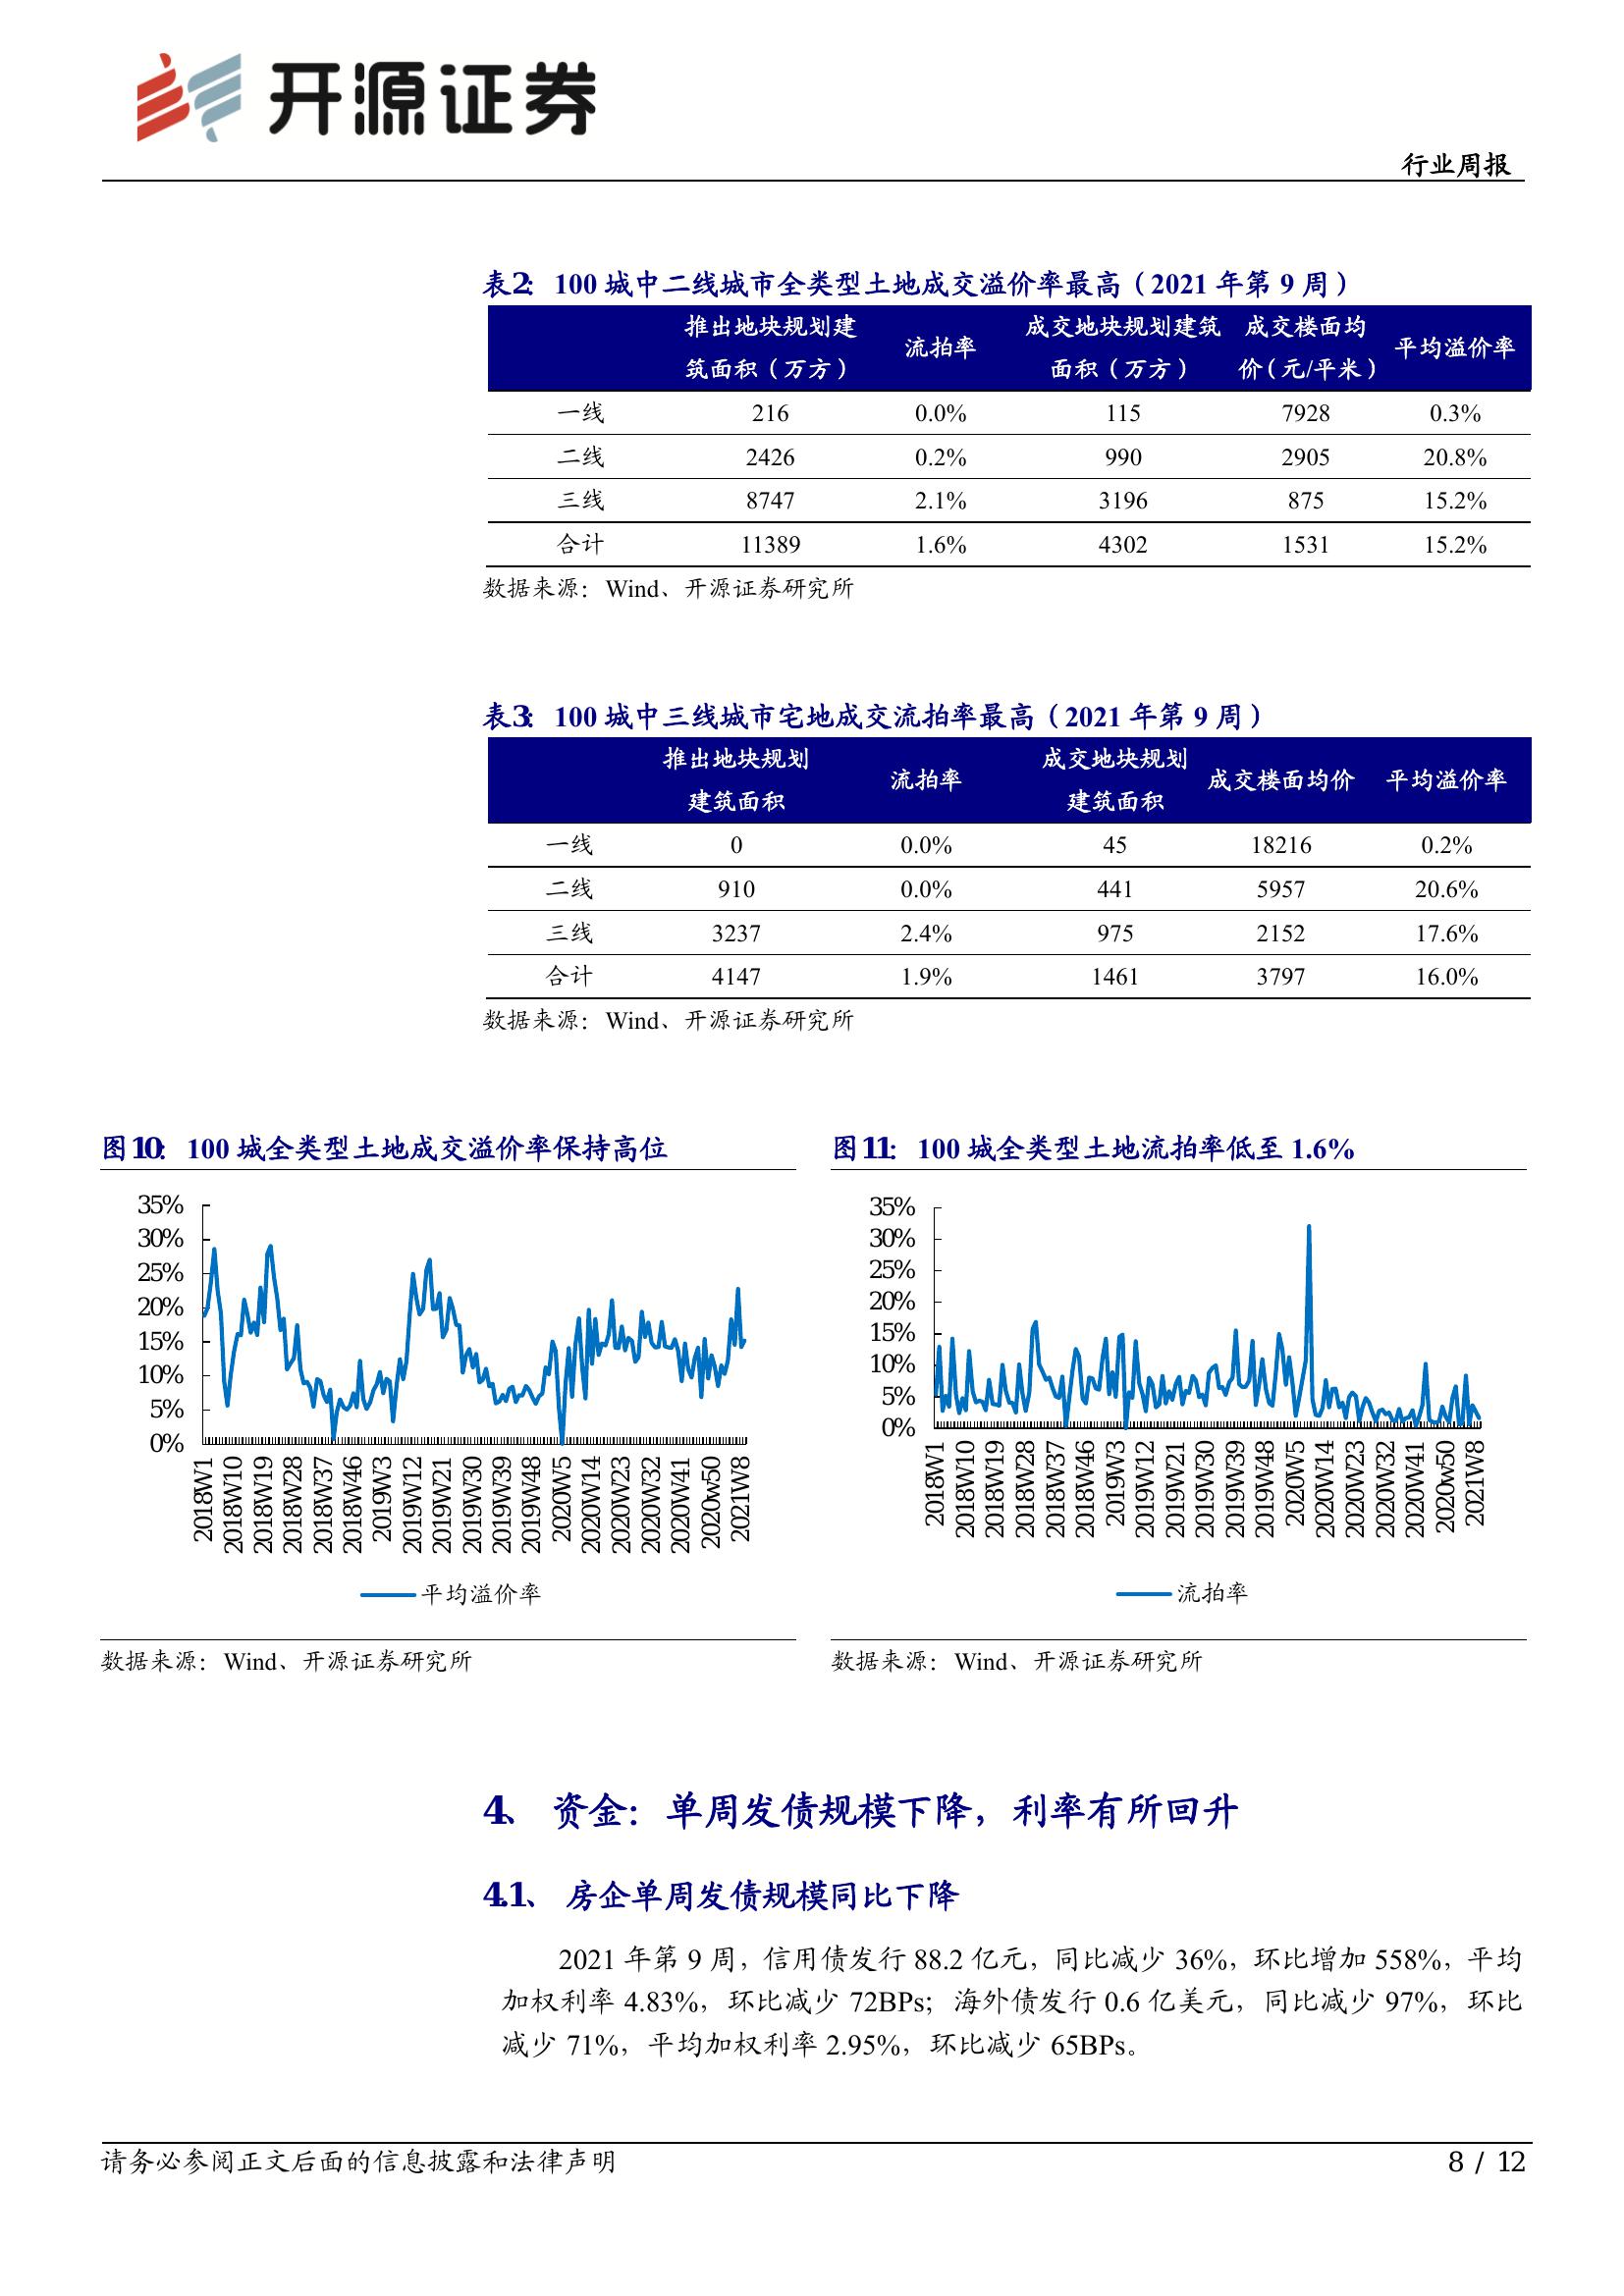 开源证券
行业周报
表2： 100 城中二线城市全类型土地成交溢价率最高（2021 年第 9 周）
推出地块规划建筑面积（万方） 流拍率 成交地块规划建筑面积（万方） 成交楼面均价（元/平米） 平均溢价率
一线 216 0.0% 115 7928 0.3%
二线 2426 0.2% 990 2905 20.8%
三线 8747 2.1% 3196 875 15.2%
合计 11389 1.6% 4302 1531 15.2%
数据来源：Wind、开源证券研究所
表3： 100 城中三线城市宅地成交流拍率最高（2021 年第 9 周）
推出地块规划建筑面积 流拍率 成交地块规划建筑面积 成交楼面均价 平均溢价率
一线 0 0.0% 45 18216 0.2%
二线 910 0.0% 441 5957 20.6%
三线 3237 2.4% 975 2152 17.6%
合计 4147 1.9% 1461 3797 16.0%
数据来源：Wind、开源证券研究所
图10： 100 城全类型土地成交溢价率保持高位
35%
30%
25%
20%
15%
10%
5%
0%
2018W1 2018W10 2018W19 2018W28 2018W37 2018W46 2019W3 2019W12 2019W21 2019W30 2019W39 2019W48 2020W5 2020W14 2020W23 2020W32 2020W41 2020w50 2021W8
平均溢价率
数据来源：Wind、开源证券研究所
图11： 100 城全类型土地流拍率低至 1.6%
35%
30%
25%
20%
15%
10%
5%
0%
2018W1 2018W10 2018W19 2018W28 2018W37 2018W46 2019W3 2019W12 2019W21 2019W30 2019W39 2019W48 2020W5 2020W14 2020W23 2020W32 2020W41 2020w50 2021W8
流拍率
数据来源：Wind、开源证券研究所
4、 资金：单周发债规模下降，利率有所回升
4.1、 房企单周发债规模同比下降
2021 年第 9 周，信用债发行 88.2 亿元，同比减少 36%，环比增加 558%，平均
加权利率 4.83%，环比减少 72BPs；海外债发行 0.6 亿美元，同比减少 97%，环比
减少 71%，平均加权利率 2.95%，环比减少 65BPs。
请务必参阅正文后面的信息披露和法律声明
8 / 12